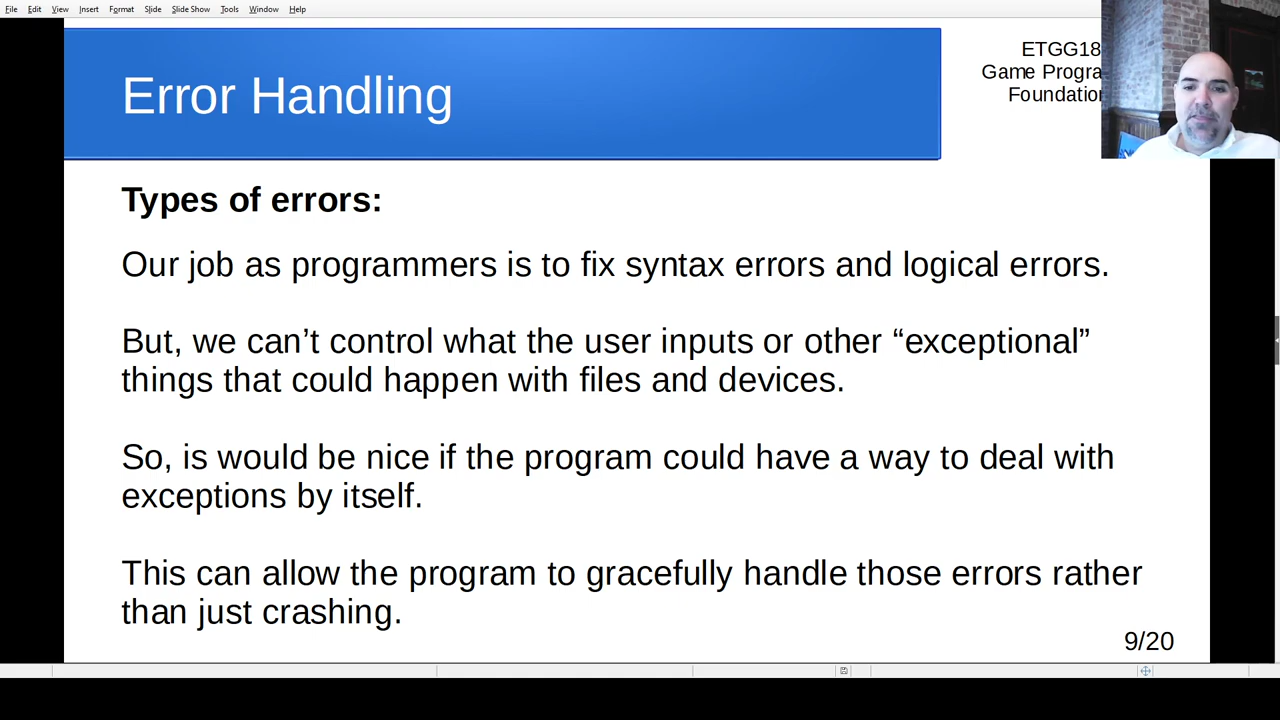 File Edit View Insert Format Slide Slide Show Tools Window Help
Error Handling
ETGG18
Game Progra
Foundation
Types of errors:
Our job as programmers is to fix syntax errors and logical errors.
But, we can’t control what the user inputs or other “exceptional”
things that could happen with files and devices.
So, is would be nice if the program could have a way to deal with
exceptions by itself.
This can allow the program to gracefully handle those errors rather
than just crashing.
9/20